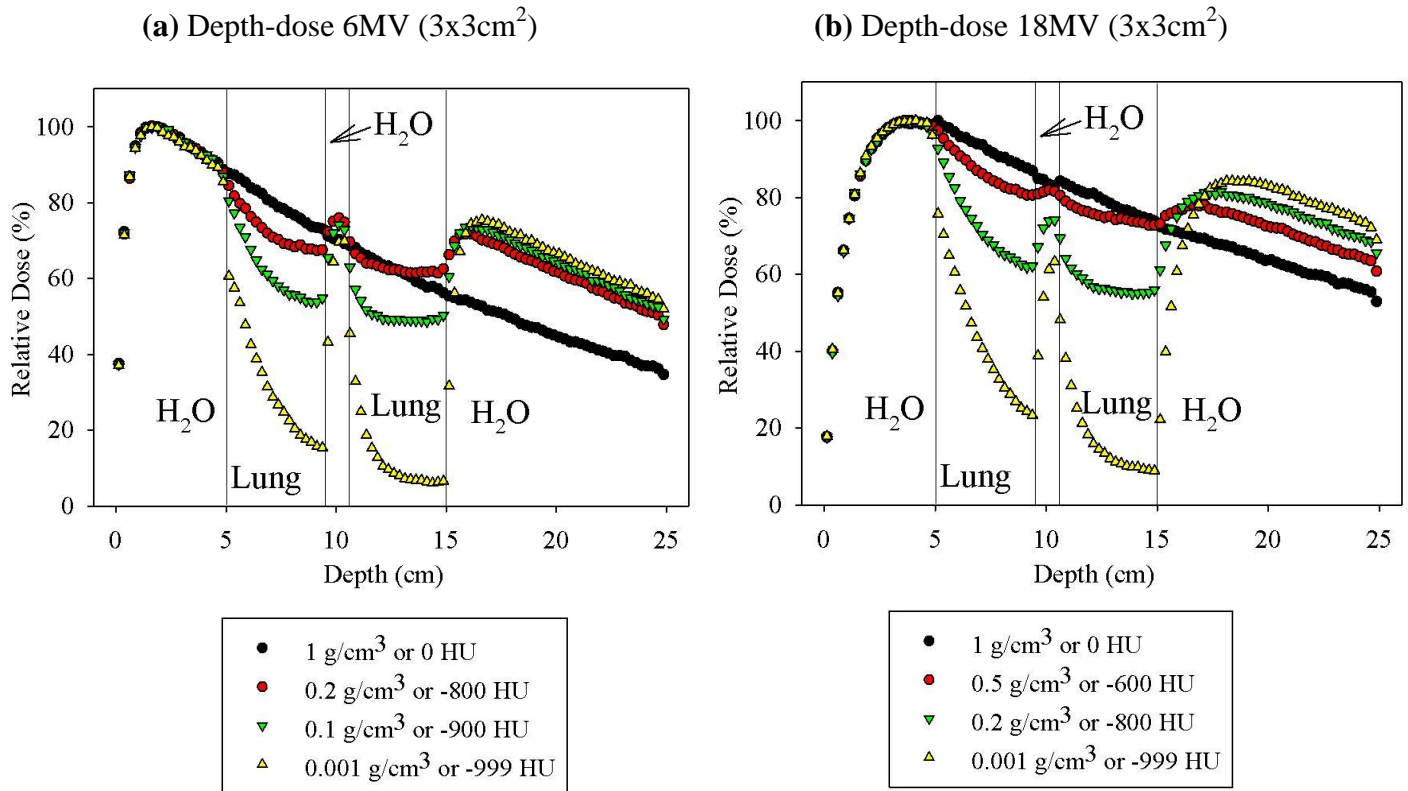 (a) Depth-dose 6MV (3x3cm²)
(b) Depth-dose 18MV (3x3cm²)
Relative Dose (%)
100
80
60
40
20
0
H₂O
H₂O
Lung
Lung
H₂O
0 5 10 15 20 25
Depth (cm)
1 g/cm³ or 0 HU
0.2 g/cm³ or -800 HU
0.1 g/cm³ or -900 HU
0.001 g/cm³ or -999 HU
Relative Dose (%)
100
80
60
40
20
0
H₂O
H₂O
Lung
Lung
H₂O
0 5 10 15 20 25
Depth (cm)
1 g/cm³ or 0 HU
0.5 g/cm³ or -600 HU
0.2 g/cm³ or -800 HU
0.001 g/cm³ or -999 HU